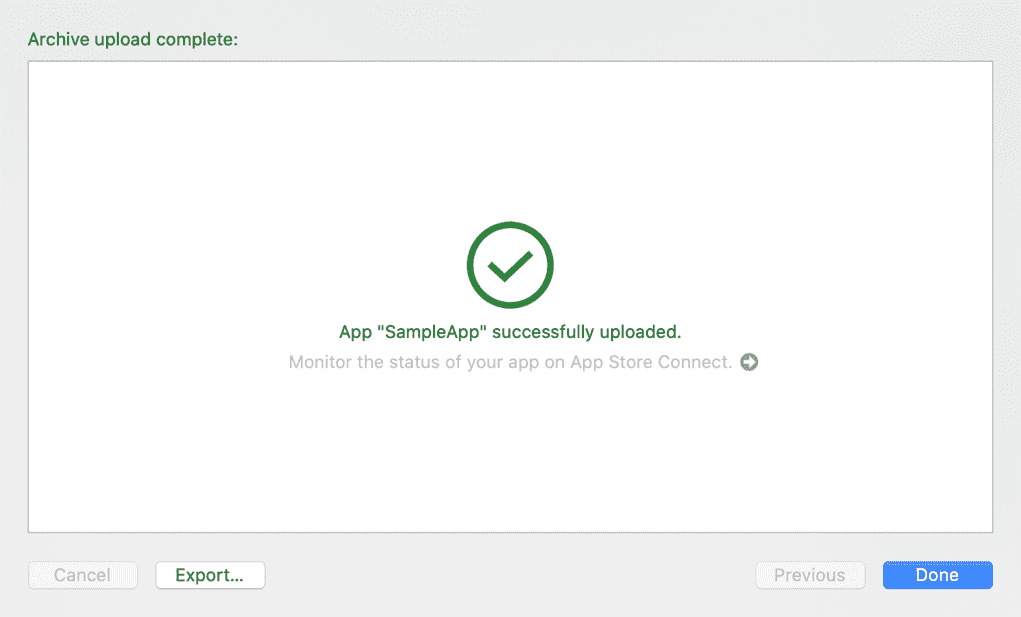 Archive upload complete:
App "SampleApp" successfully uploaded.
Monitor the status of your app on App Store Connect.
Cancel
Export...
Previous
Done